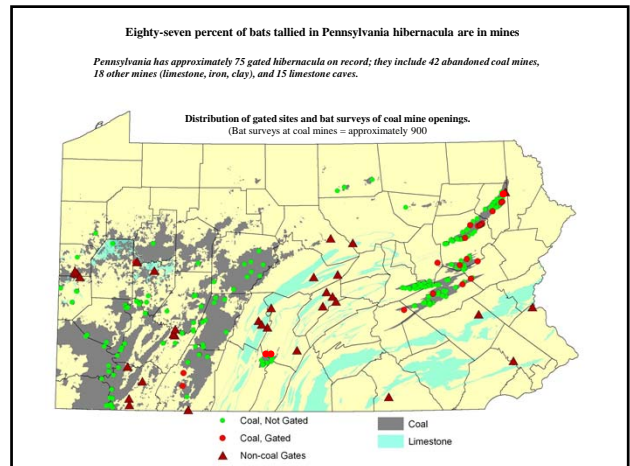 Eighty-seven percent of bats tallied in Pennsylvania hibernacula are in mines
Pennsylvania has approximately 75 gated hibernacula on record; they include 42 abandoned coal mines,
18 other mines (limestone, iron, clay), and 15 limestone caves.
Distribution of gated sites and bat surveys of coal mine openings.
(Bat surveys at coal mines = approximately 900
Coal, Not Gated
Coal, Gated
Non-coal Gates
Coal
Limestone